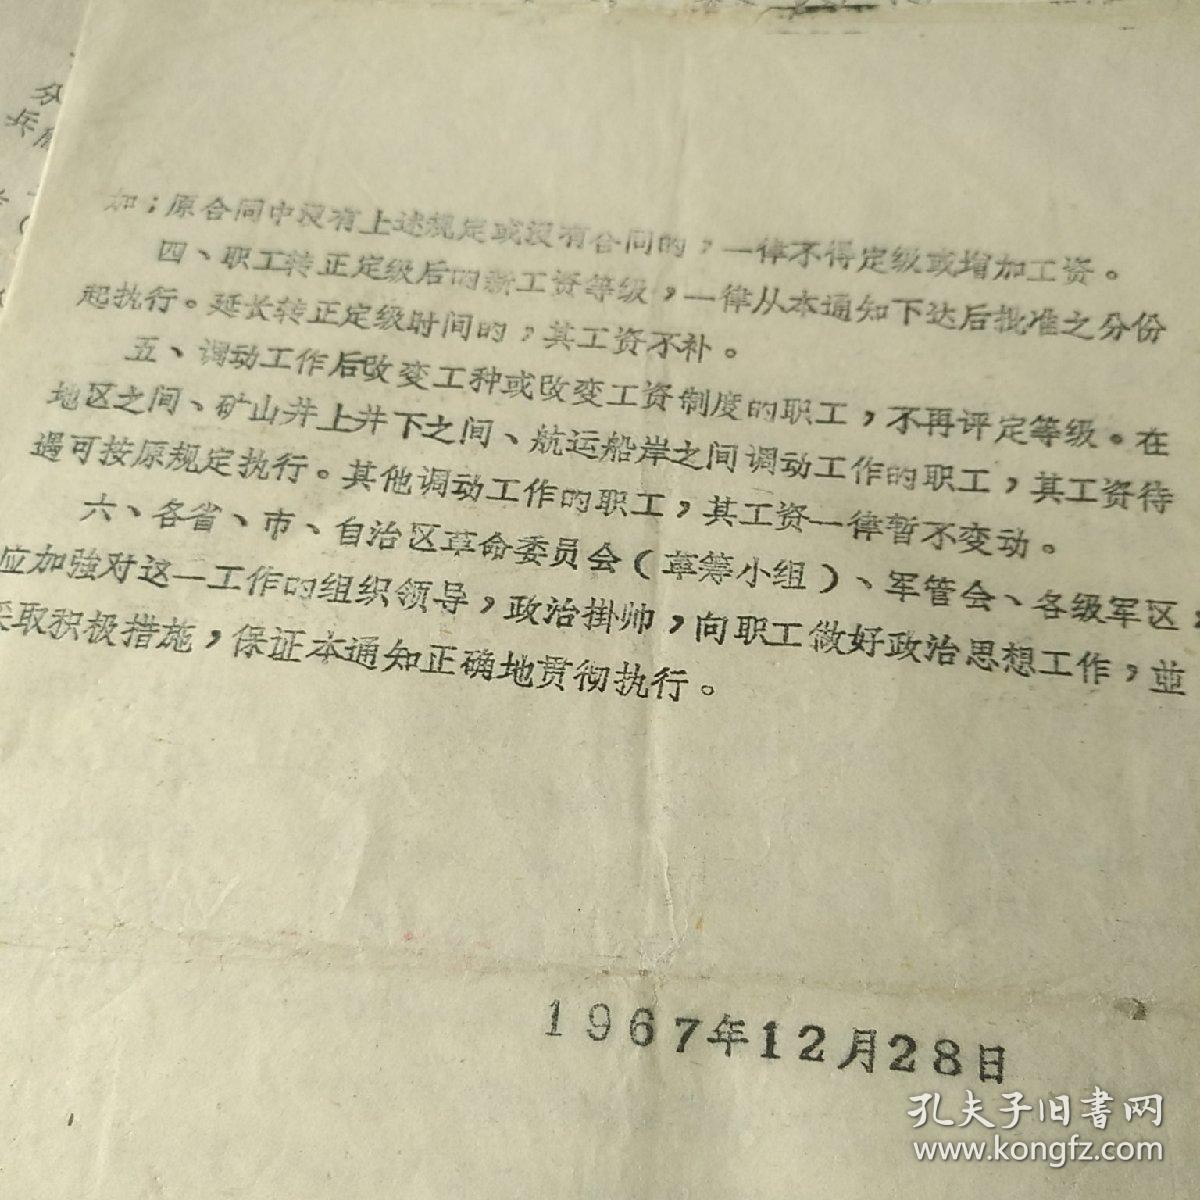 加；原合同中没有上述规定或没有合同的，一律不得定级或增加工资。
四、职工转正定级后的新工资等级，一律从本通知下达后批准之分份
起执行。延长转正定级时间的，其工资不补。
五、调动工作后改变工种或改变工资制度的职工，不再评定等级。在
地区之间、矿山井上井下之间、航运船岸之间调动工作的职工，其工资待
遇可按原规定执行。其他调动工作的职工，其工资一律暂不变动。
六、各省、市、自治区革命委员会（革筹小组）、军管会、各级军区
应加強对这一工作的组织领导，政治掛帅，向职工做好政治思想工作，並
采取积极措施，保证本通知正确地贯彻执行。
1967年12月28日
孔夫子旧书网
www.kongfz.com